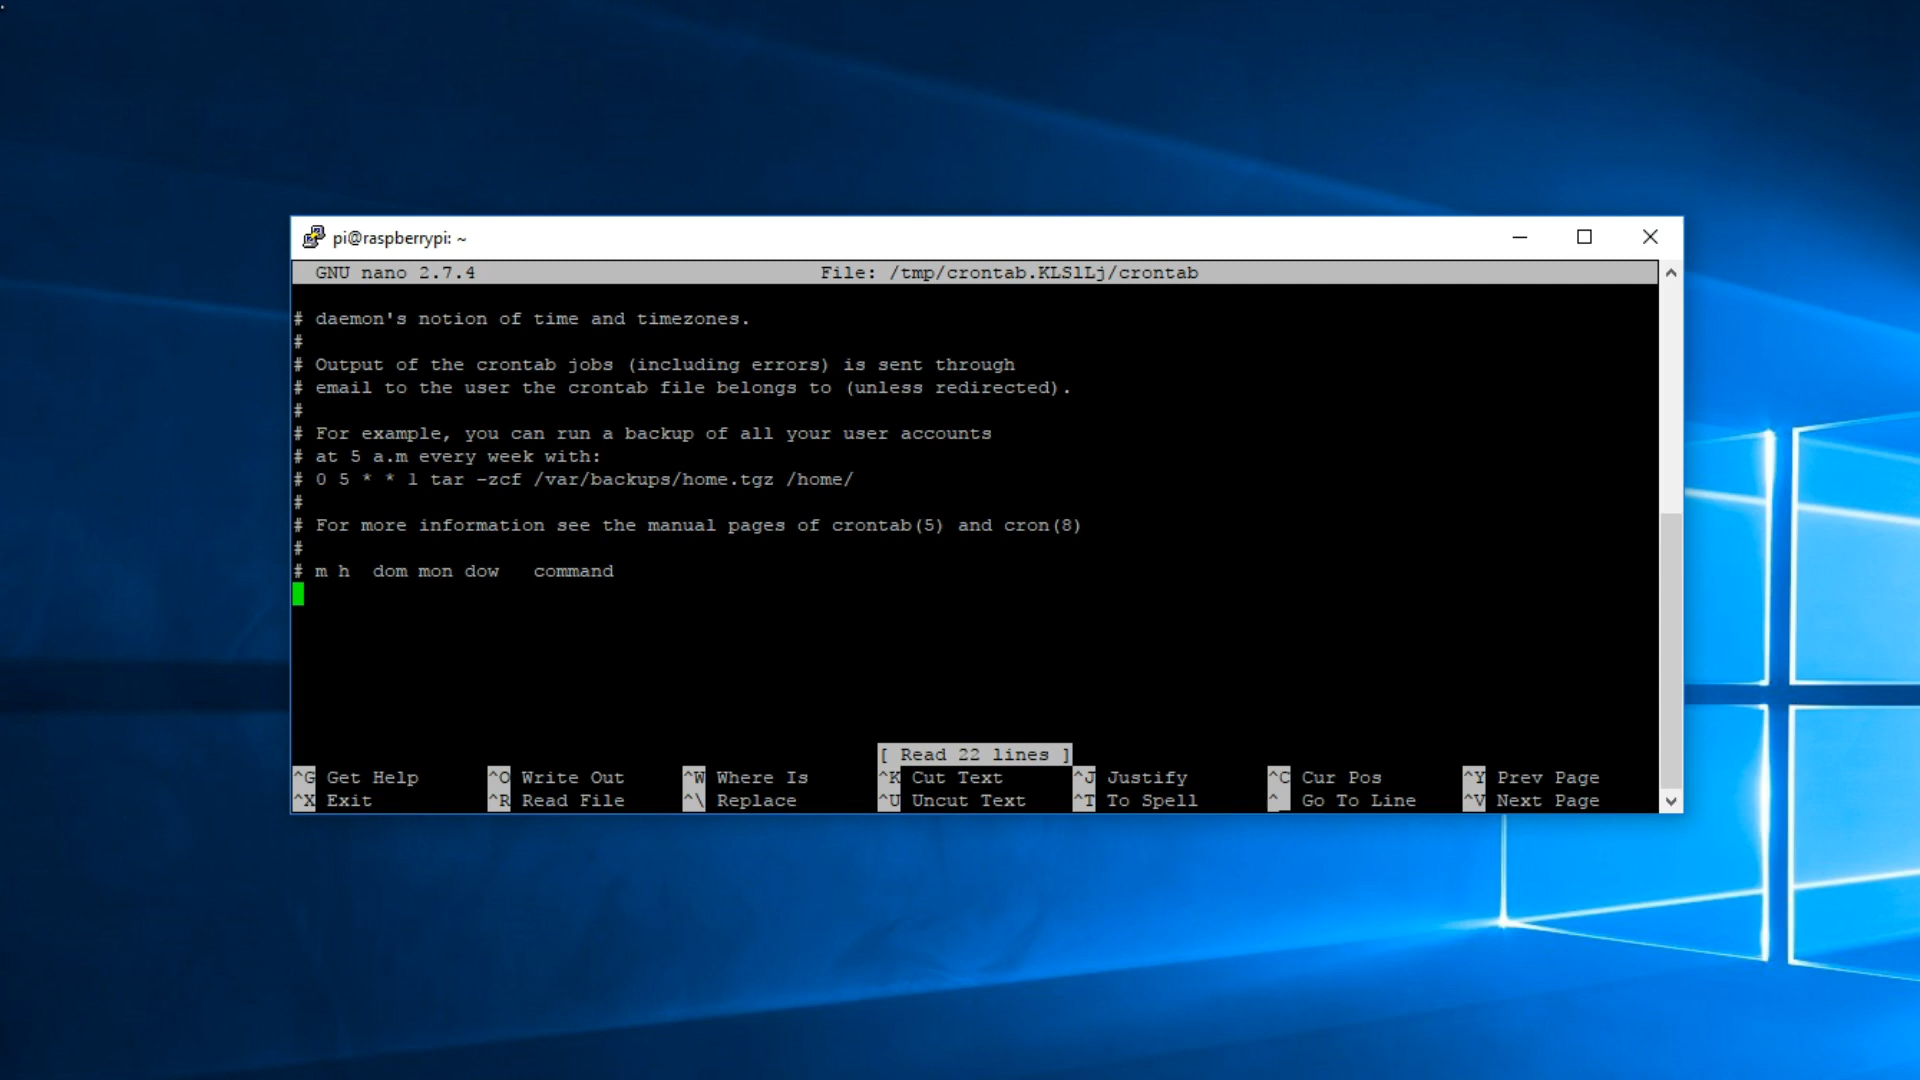 pi@raspberrypi: ~
GNU nano 2.7.4 File: /tmp/crontab.KLSlLj/crontab
# daemon's notion of time and timezones.
#
# Output of the crontab jobs (including errors) is sent through
# email to the user the crontab file belongs to (unless redirected).
#
# For example, you can run a backup of all your user accounts
# at 5 a.m every week with:
# 0 5 * * 1 tar -zcf /var/backups/home.tgz /home/
#
# For more information see the manual pages of crontab(5) and cron(8)
#
# m h  dom mon dow   command
[ Read 22 lines ]
^G Get Help ^O Write Out ^W Where Is ^K Cut Text ^J Justify ^C Cur Pos ^Y Prev Page
^X Exit ^R Read File ^\ Replace ^U Uncut Text ^T To Spell ^_ Go To Line ^V Next Page